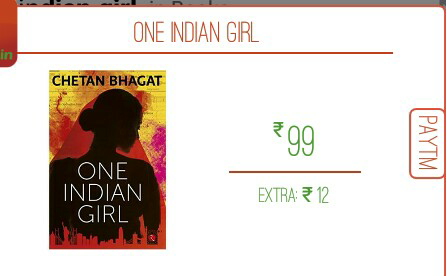 indian girl in Books
in
ONE INDIAN GIRL
CHETAN BHAGAT
ONE
INDIAN
GIRL
₹ 99
EXTRA: ₹ 12
PAYTM